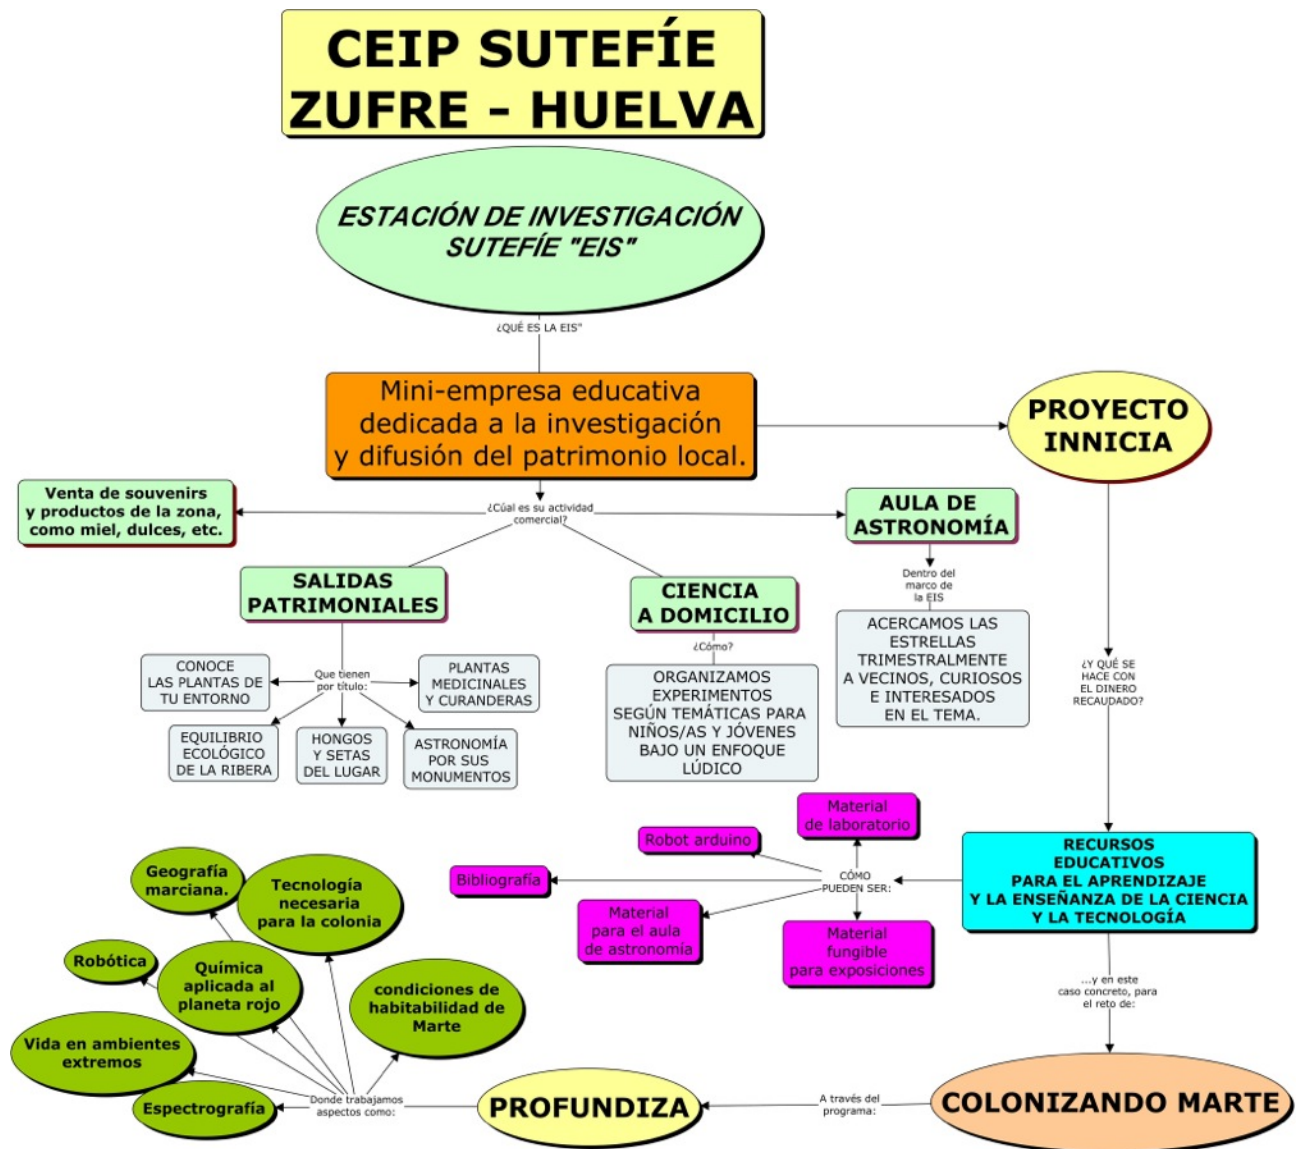 CEIP SUTEFÍE
ZUFRE - HUELVA
ESTACIÓN DE INVESTIGACIÓN
SUTEFÍE "EIS"
¿QUÉ ES LA EIS"
Mini-empresa educativa
dedicada a la investigación
y difusión del patrimonio local.
PROYECTO
INNICIA
Venta de souvenirs
y productos de la zona,
como miel, dulces, etc.
¿Cúal es su actividad
comercial?
AULA DE
ASTRONOMÍA
SALIDAS
PATRIMONIALES
CIENCIA
A DOMICILIO
Dentro del
marco de
la EIS
¿Cómo?
ACERCAMOS LAS
ESTRELLAS
TRIMESTRALMENTE
A VECINOS, CURIOSOS
E INTERESADOS
EN EL TEMA.
¿Y QUÉ SE
HACE CON
EL DINERO
RECAUDADO?
CONOCE
LAS PLANTAS DE
TU ENTORNO
Que tienen
por título:
PLANTAS
MEDICINALES
Y CURANDERAS
ORGANIZAMOS
EXPERIMENTOS
SEGÚN TEMÁTICAS PARA
NIÑOS/AS Y JÓVENES
BAJO UN ENFOQUE
LÚDICO
EQUILIBRIO
ECOLÓGICO
DE LA RIBERA
HONGOS
Y SETAS
DEL LUGAR
ASTRONOMÍA
POR SUS
MONUMENTOS
Material
de laboratorio
Robot arduino
Bibliografía
CÓMO
PUEDEN SER:
RECURSOS
EDUCATIVOS
PARA EL APRENDIZAJE
Y LA ENSEÑANZA DE LA CIENCIA
Y LA TECNOLOGÍA
Material
para el aula
de astronomía
Material
fungible
para exposiciones
Geografía
marciana.
Tecnología
necesaria
para la colonia
Robótica
Química
aplicada al
planeta rojo
condiciones de
habitabilidad de
Marte
...y en este
caso concreto, para
el reto de:
Vida en ambientes
extremos
Espectrografía
Donde trabajamos
aspectos como:
PROFUNDIZA
A través del
programa:
COLONIZANDO MARTE